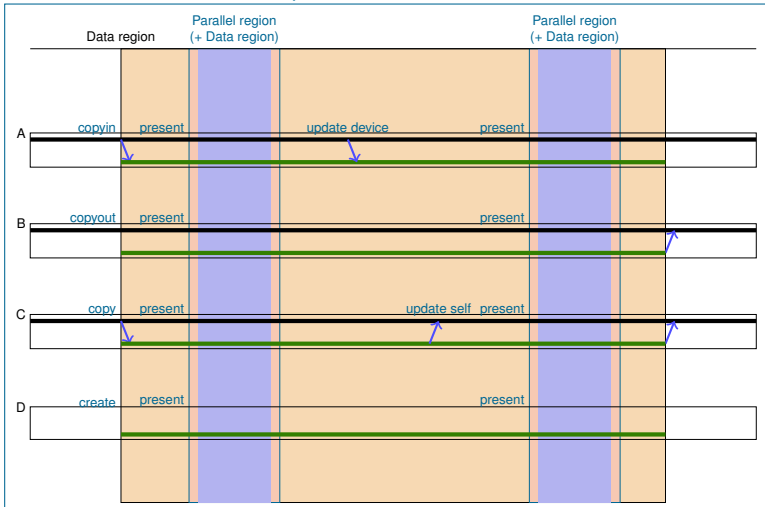 Parallel region
(+ Data region)
Parallel region
(+ Data region)
Data region
A
copyin
present
update device
present
B
copyout
present
present
C
copy
present
update self
present
D
create
present
present